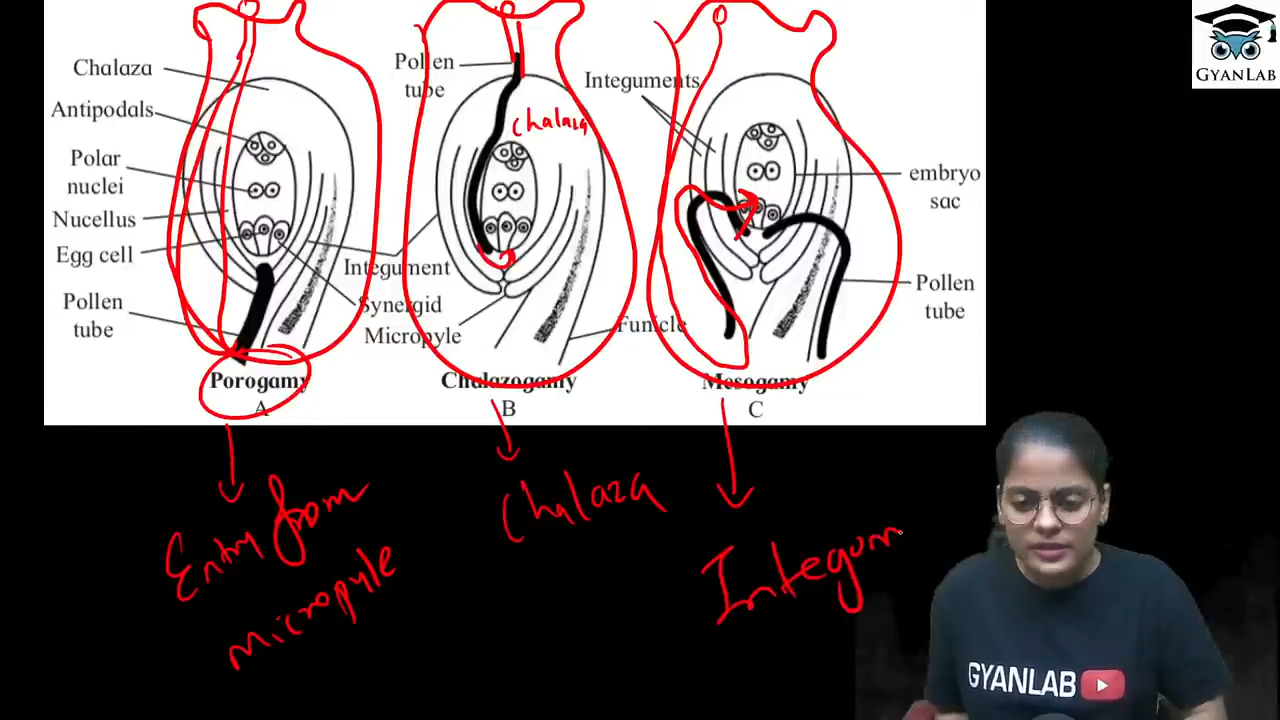 GYANLAB
Chalaza
Antipodals
Polar
nuclei
Nucellus
Egg cell
Pollen
tube
Porogamy
A
Pollen
tube
chalaza
Integument
Synergid
Micropyle
Funicle
Chalazogamy
B
Integuments
embryo
sac
Pollen
tube
Mesogamy
C
Entry from
micropyle
Chalaza
Integum
GYANLAB